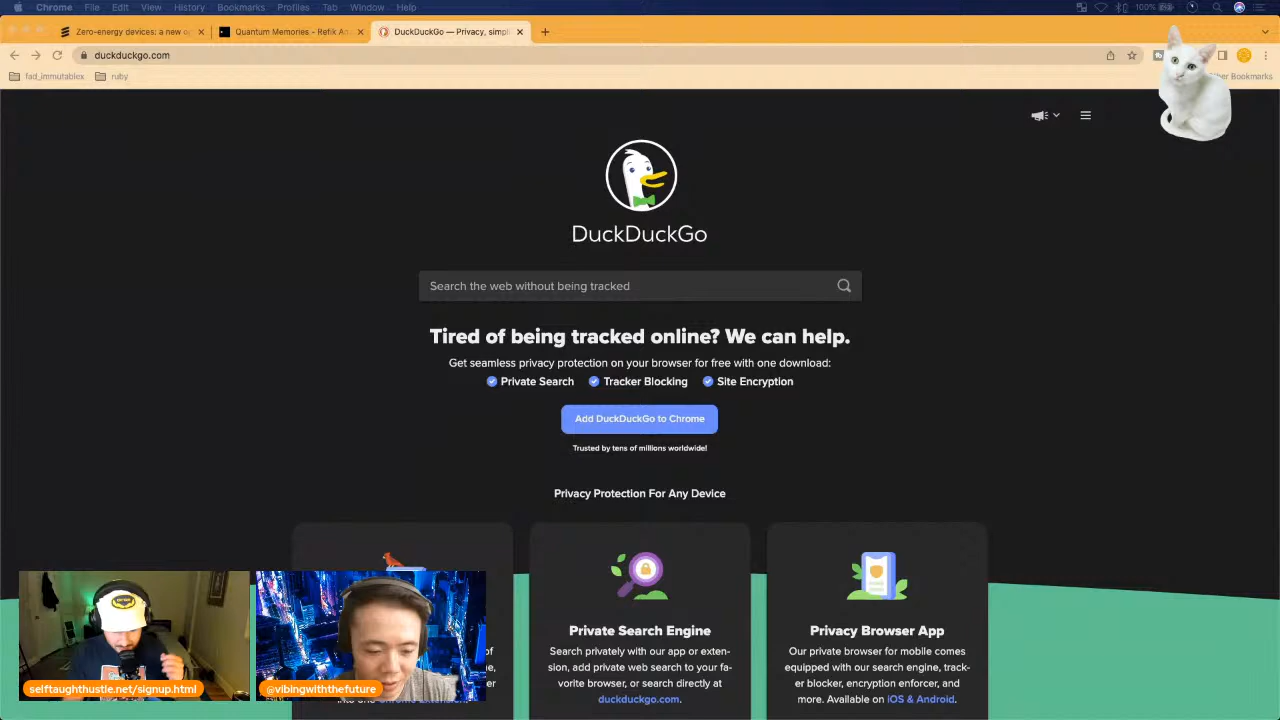 Chrome File Edit View History Bookmarks Profiles Tab Window Help
100%
Zero-energy devices: a new o
Quantum Memories - Refik An
DuckDuckGo — Privacy, simpl
duckduckgo.com
fad_immutablex
ruby
ther Bookmarks
DuckDuckGo
Search the web without being tracked
Tired of being tracked online? We can help.
Get seamless privacy protection on your browser for free with one download:
Private Search Tracker Blocking Site Encryption
Add DuckDuckGo to Chrome
Trusted by tens of millions worldwide!
Privacy Protection For Any Device
of
Private Search Engine
Search privately with our app or exten-
sion, add private web search to your fa-
vorite browser, or search directly at
duckduckgo.com.
Privacy Browser App
Our private browser for mobile comes
equipped with our search engine, track-
er blocker, encryption enforcer, and
more. Available on iOS & Android.
selftaughthustle.net/signup.html
@vibingwiththefuture